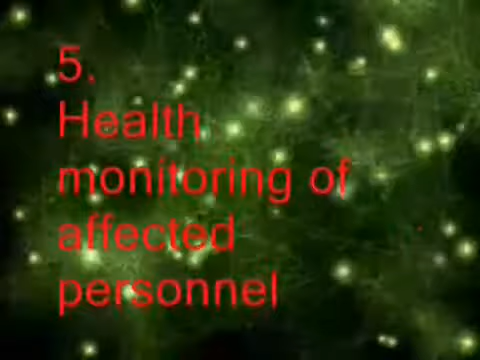 5.
Health
monitoring of
affected
personnel